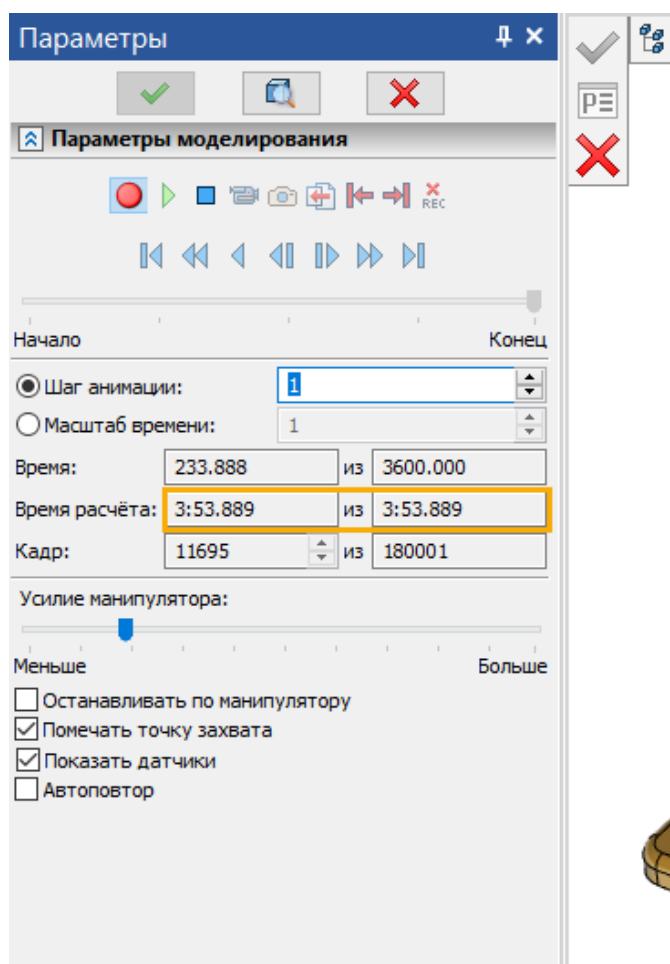 Параметры
Параметры моделирования
REC
Начало Конец
Шаг анимации: 1
Масштаб времени: 1
Время: 233.888 из 3600.000
Время расчёта: 3:53.889 из 3:53.889
Кадр: 11695 из 180001
Усилие манипулятора:
Меньше Больше
Останавливать по манипулятору
Помечать точку захвата
Показать датчики
Автоповтор